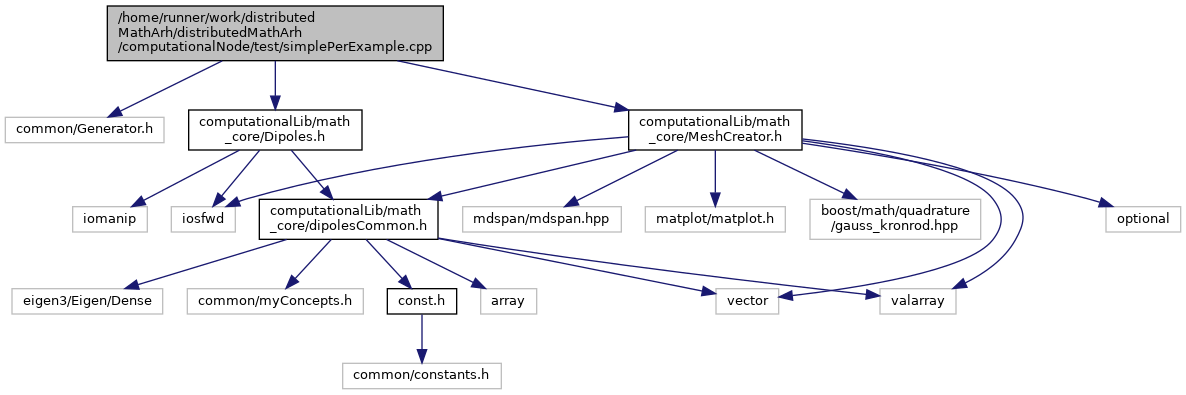 /home/runner/work/distributed
MathArh/distributedMathArh
/computationalNode/test/simplePerExample.cpp
common/Generator.h
computationalLib/math
_core/Dipoles.h
computationalLib/math
_core/MeshCreator.h
iomanip
iosfwd
computationalLib/math
_core/dipolesCommon.h
mdspan/mdspan.hpp
matplot/matplot.h
boost/math/quadrature
/gauss_kronrod.hpp
optional
eigen3/Eigen/Dense
common/myConcepts.h
const.h
array
vector
valarray
common/constants.h